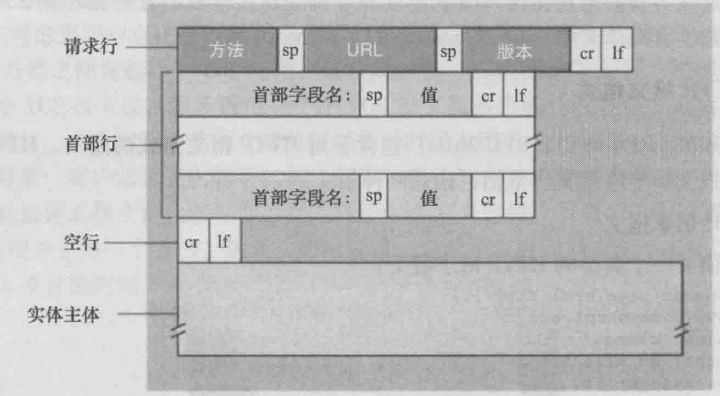 请求行 方法 sp URL sp 版本 cr lf
首部字段名: sp 值 cr lf
首部行
首部字段名: sp 值 cr lf
空行 cr lf
实体主体